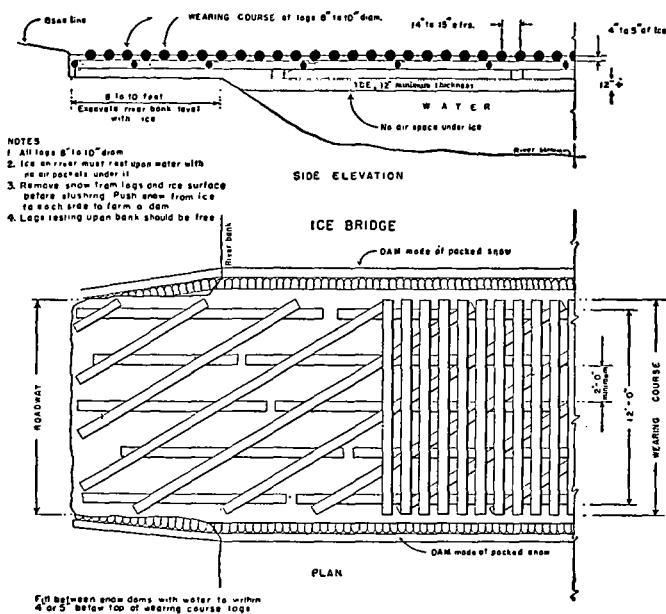 Base line
WEARING COURSE of logs 8" to 10" diam.
14" to 15" c'trs.
4" to 5" of Ice
8 to 10 feet
Excavate river bank level
with ice
ICE, 12" minimum thickness
12" ±
WATER
No air space under ice
River bottom
NOTES
1. All logs 8" to 10" diam
2. Ice on river must rest upon water with
no air pockets under it
3. Remove snow from logs and ice surface
before slushing. Push snow from ice
to each side to form a dam
4. Logs resting upon bank should be free
SIDE ELEVATION
ICE BRIDGE
River bank
DAM made of packed snow
ROADWAY
2'-0"
minimum
12'-0"
WEARING COURSE
DAM made of packed snow
PLAN
Fill between snow dams with water to within
4" or 5" below top of wearing course logs